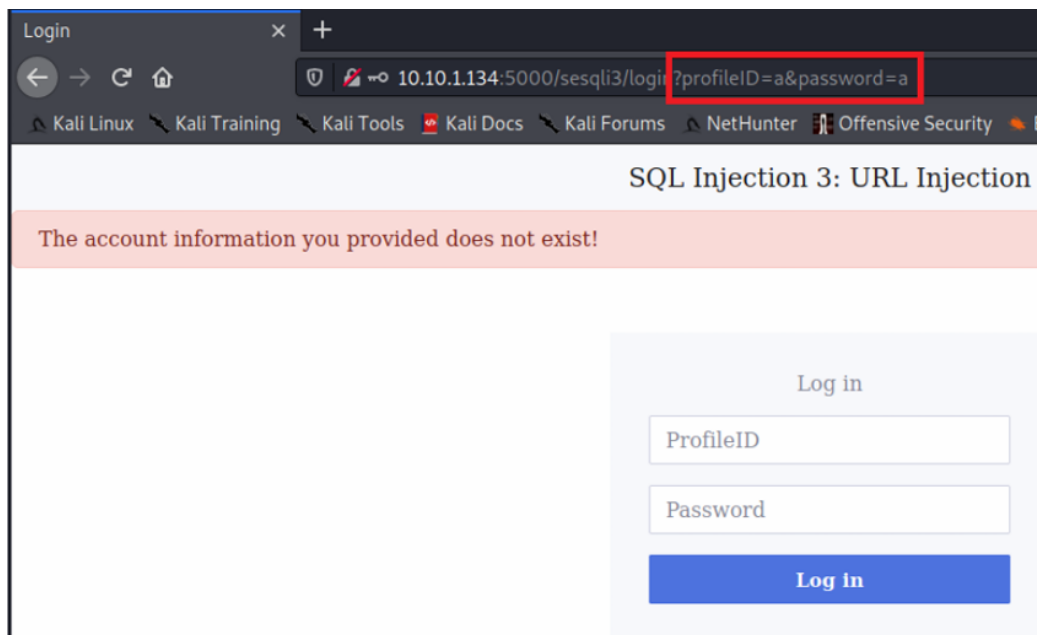 Login
10.10.1.134:5000/sesqli3/login?profileID=a&password=a
Kali Linux Kali Training Kali Tools Kali Docs Kali Forums NetHunter Offensive Security
SQL Injection 3: URL Injection
The account information you provided does not exist!
Log in
ProfileID
Password
Log in